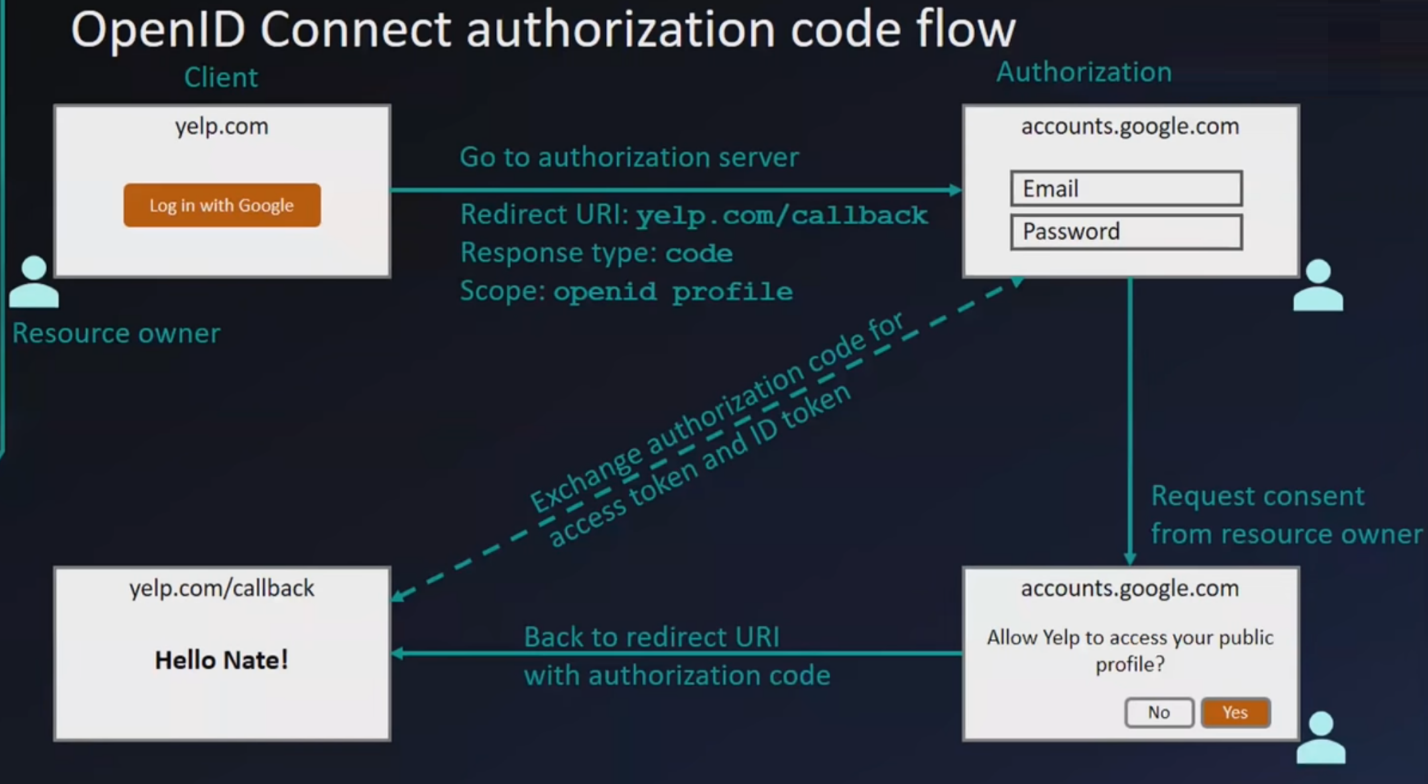 OpenID Connect authorization code flow
Client
Authorization
yelp.com
Log in with Google
Resource owner
Go to authorization server
Redirect URI: yelp.com/callback
Response type: code
Scope: openid profile
accounts.google.com
Email
Password
Exchange authorization code for
access token and ID token
Request consent
from resource owner
accounts.google.com
Allow Yelp to access your public
profile?
No
Yes
Back to redirect URI
with authorization code
yelp.com/callback
Hello Nate!